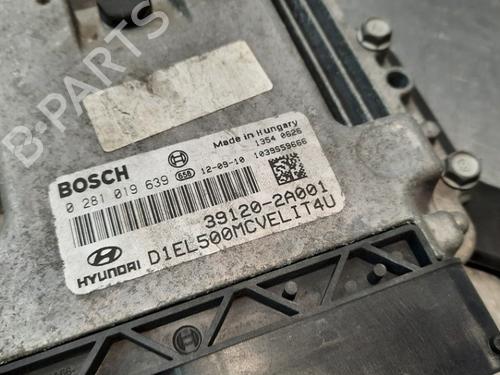 B-PARTS
BOSCH
0 281 019 639
656
12-09-10
Made in Hungary
1354 0626
1039S59666
39120-2A001
D1EL500MCVELIT4U
HYUNDAI